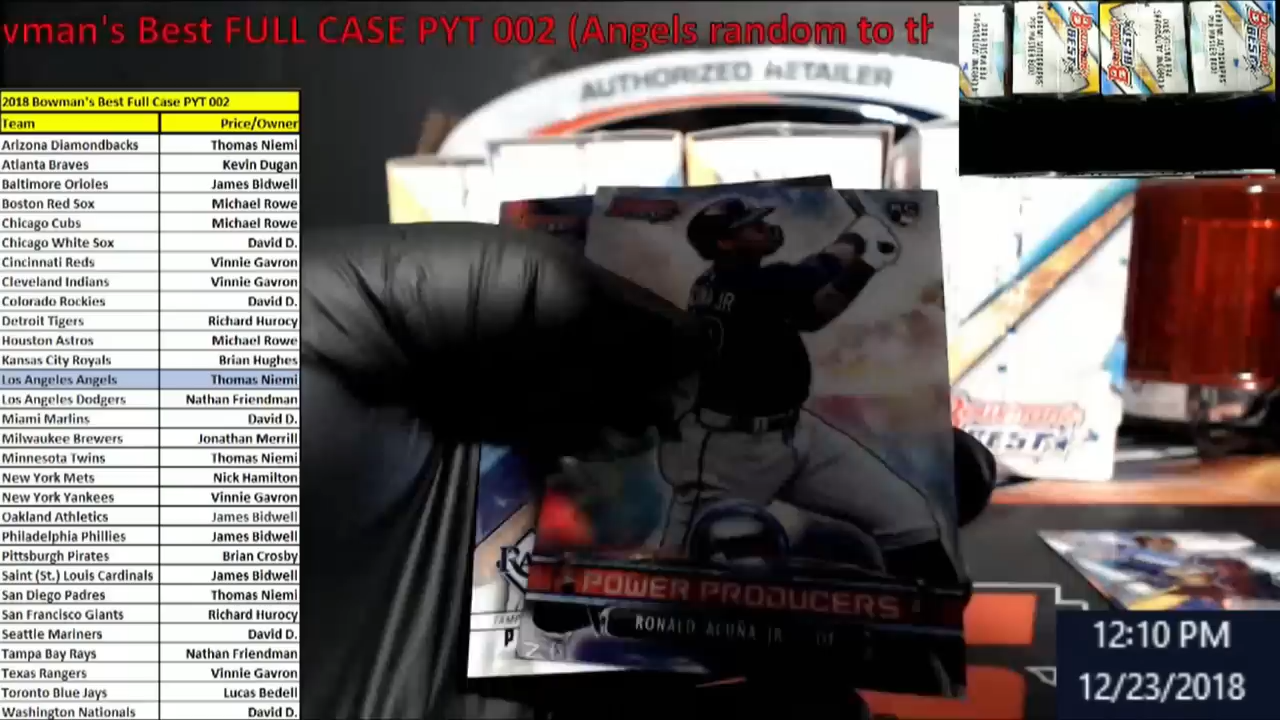 wman's Best FULL CASE PYT 002 (Angels random to th
2018 Bowman's Best Full Case PYT 002
Team Price/Owner
Arizona Diamondbacks Thomas Niemi
Atlanta Braves Kevin Dugan
Baltimore Orioles James Bidwell
Boston Red Sox Michael Rowe
Chicago Cubs Michael Rowe
Chicago White Sox David D.
Cincinnati Reds Vinnie Gavron
Cleveland Indians Vinnie Gavron
Colorado Rockies David D.
Detroit Tigers Richard Hurocy
Houston Astros Michael Rowe
Kansas City Royals Brian Hughes
Los Angeles Angels Thomas Niemi
Los Angeles Dodgers Nathan Friendman
Miami Marlins David D.
Milwaukee Brewers Jonathan Merrill
Minnesota Twins Thomas Niemi
New York Mets Nick Hamilton
New York Yankees Vinnie Gavron
Oakland Athletics James Bidwell
Philadelphia Phillies James Bidwell
Pittsburgh Pirates Brian Crosby
Saint (St.) Louis Cardinals James Bidwell
San Diego Padres Thomas Niemi
San Francisco Giants Richard Hurocy
Seattle Mariners David D.
Tampa Bay Rays Nathan Friendman
Texas Rangers Vinnie Gavron
Toronto Blue Jays Lucas Bedell
Washington Nationals David D.
AUTHORIZED RETAILER
POWER PRODUCERS
RONALD ACUÑA JR OF
BEST
12:10 PM
12/23/2018